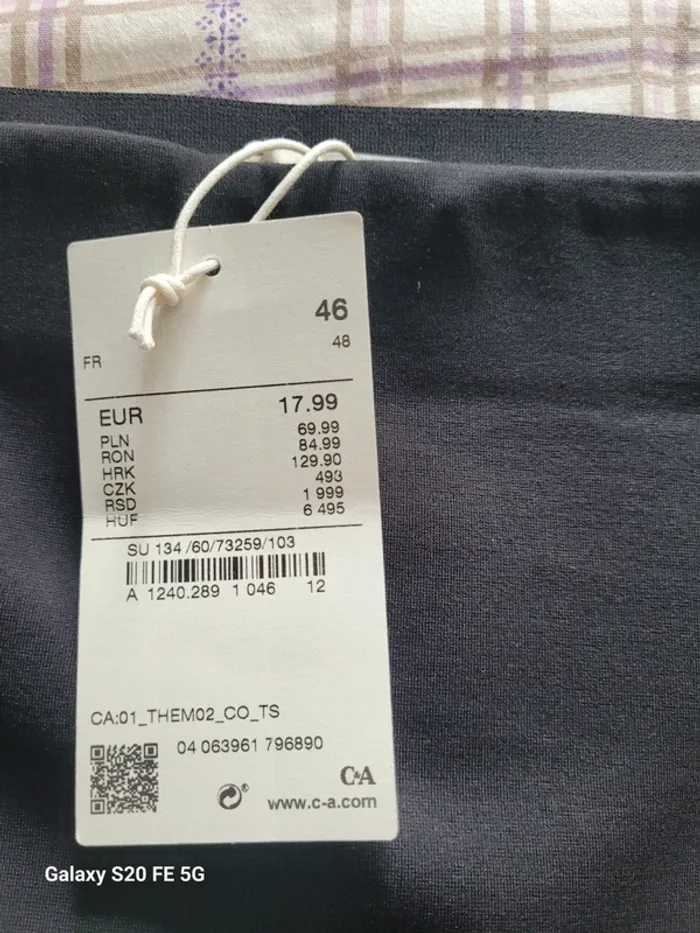 46
48
FR
EUR 17.99
PLN 69.99
RON 84.99
HRK 129.90
CZK 493
RSD 1 999
HUF 6 495
SU 134 /60/73259/103
A 1240.289 1 046 12
CA:01_THEM02_CO_TS
04 063961 796890
C&A
www.c-a.com
Galaxy S20 FE 5G